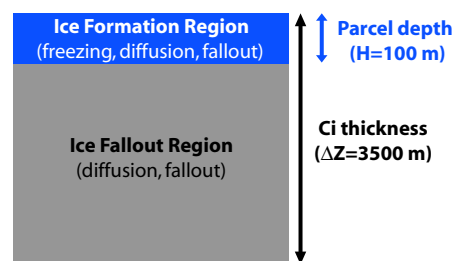 Ice Formation Region
(freezing, diffusion, fallout)
Parcel depth
(H=100 m)
Ci thickness
(ΔZ=3500 m)
Ice Fallout Region
(diffusion, fallout)